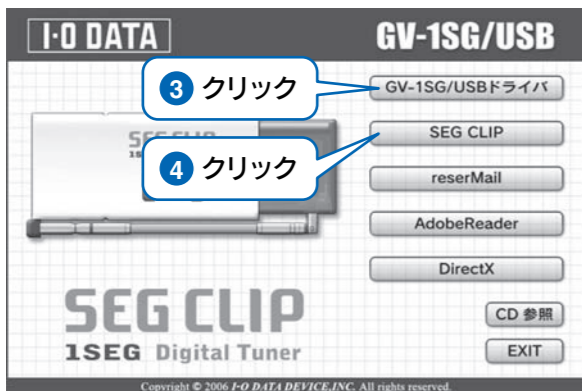 I·O DATA
GV-1SG/USB
3 クリック
GV-1SG/USBドライバ
4 クリック
SEG CLIP
reserMail
AdobeReader
DirectX
CD 参照
EXIT
SEG CLIP
1SEG Digital Tuner
Copyright © 2006 I-O DATA DEVICE,INC. All rights reserved.